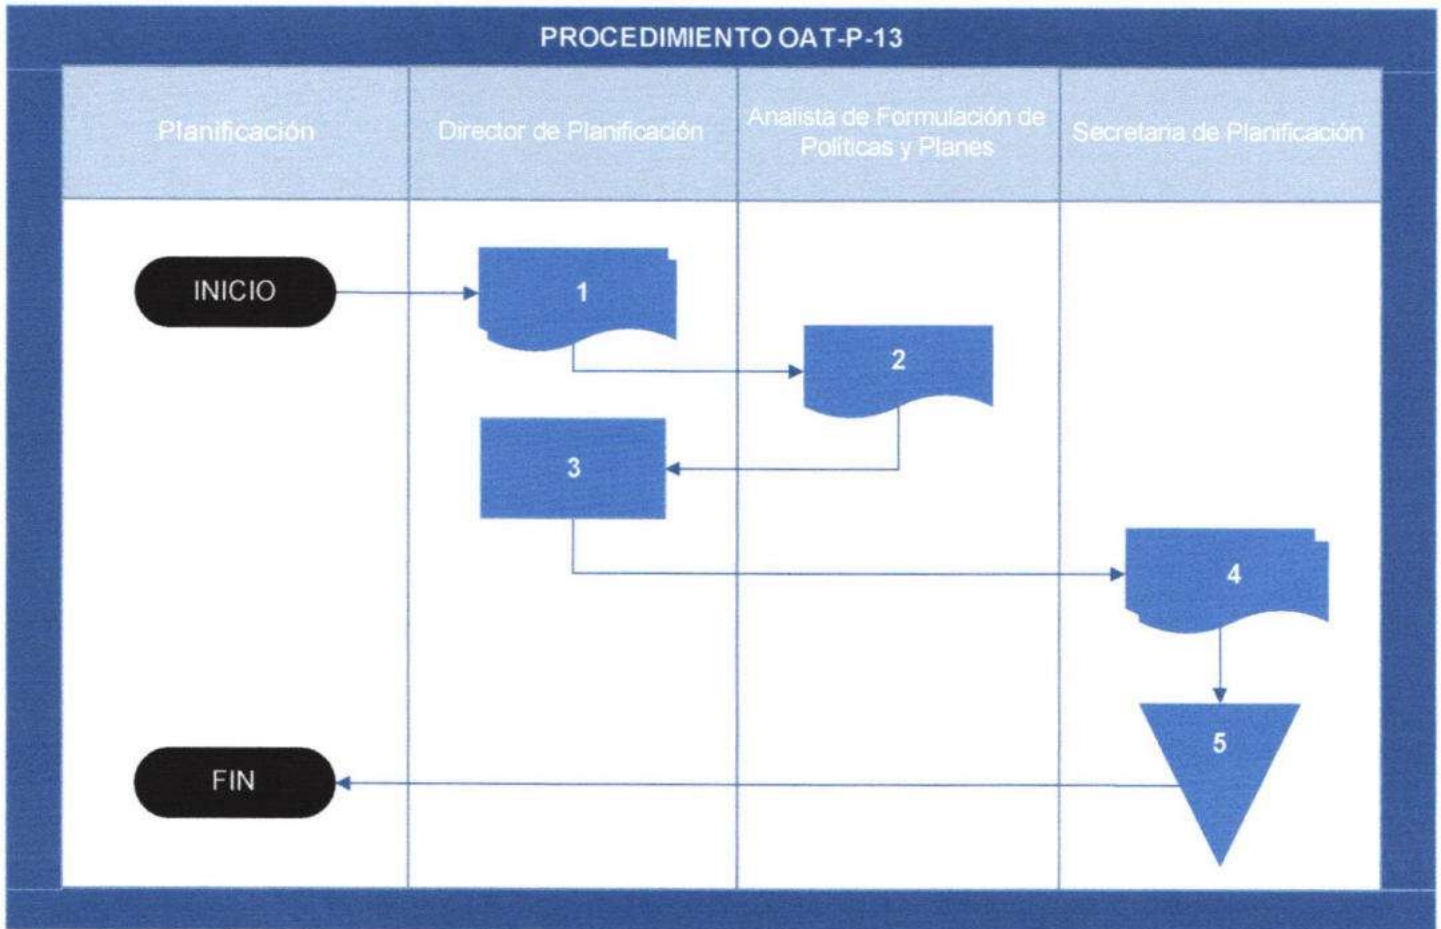 PROCEDIMIENTO OAT-P-13
Planificación
Director de Planificación
Analista de Formulación de
Políticas y Planes
Secretaria de Planificación
INICIO
1
2
3
4
5
FIN